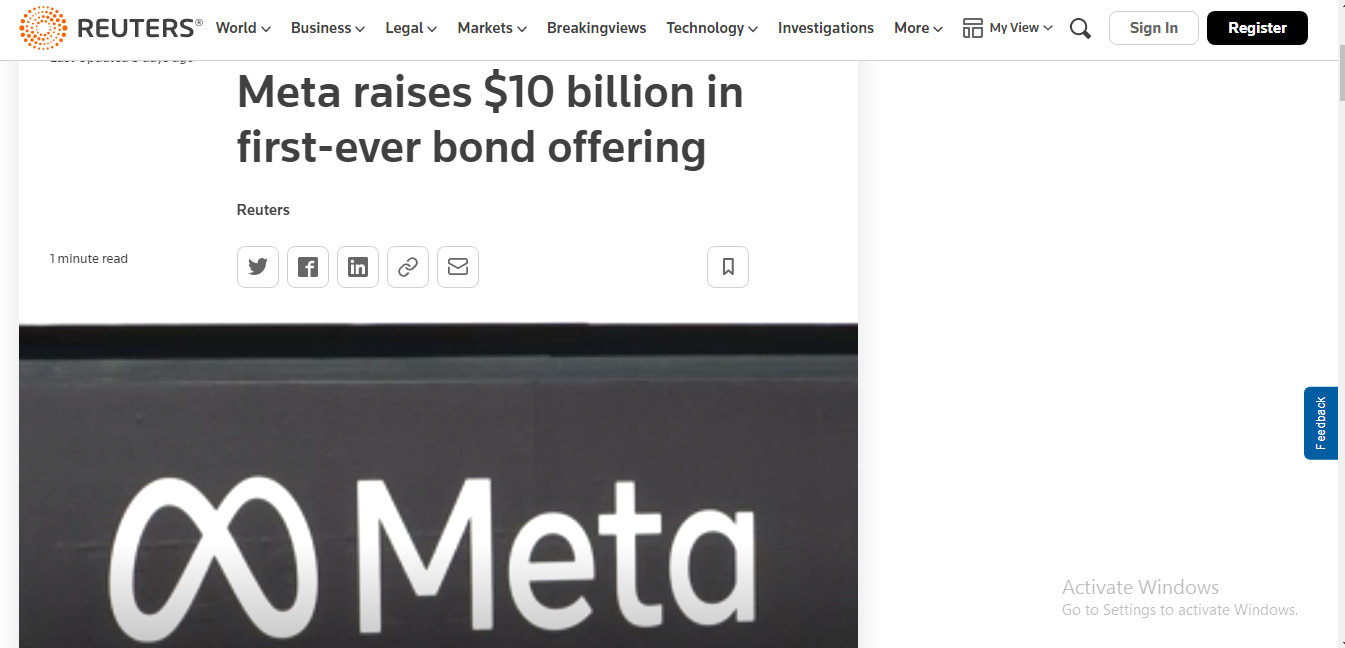 REUTERS® World Business Legal Markets Breakingviews Technology Investigations More My View Sign In Register
Meta raises $10 billion in
first-ever bond offering
Reuters
1 minute read
Feedback
Meta
Activate Windows
Go to Settings to activate Windows.